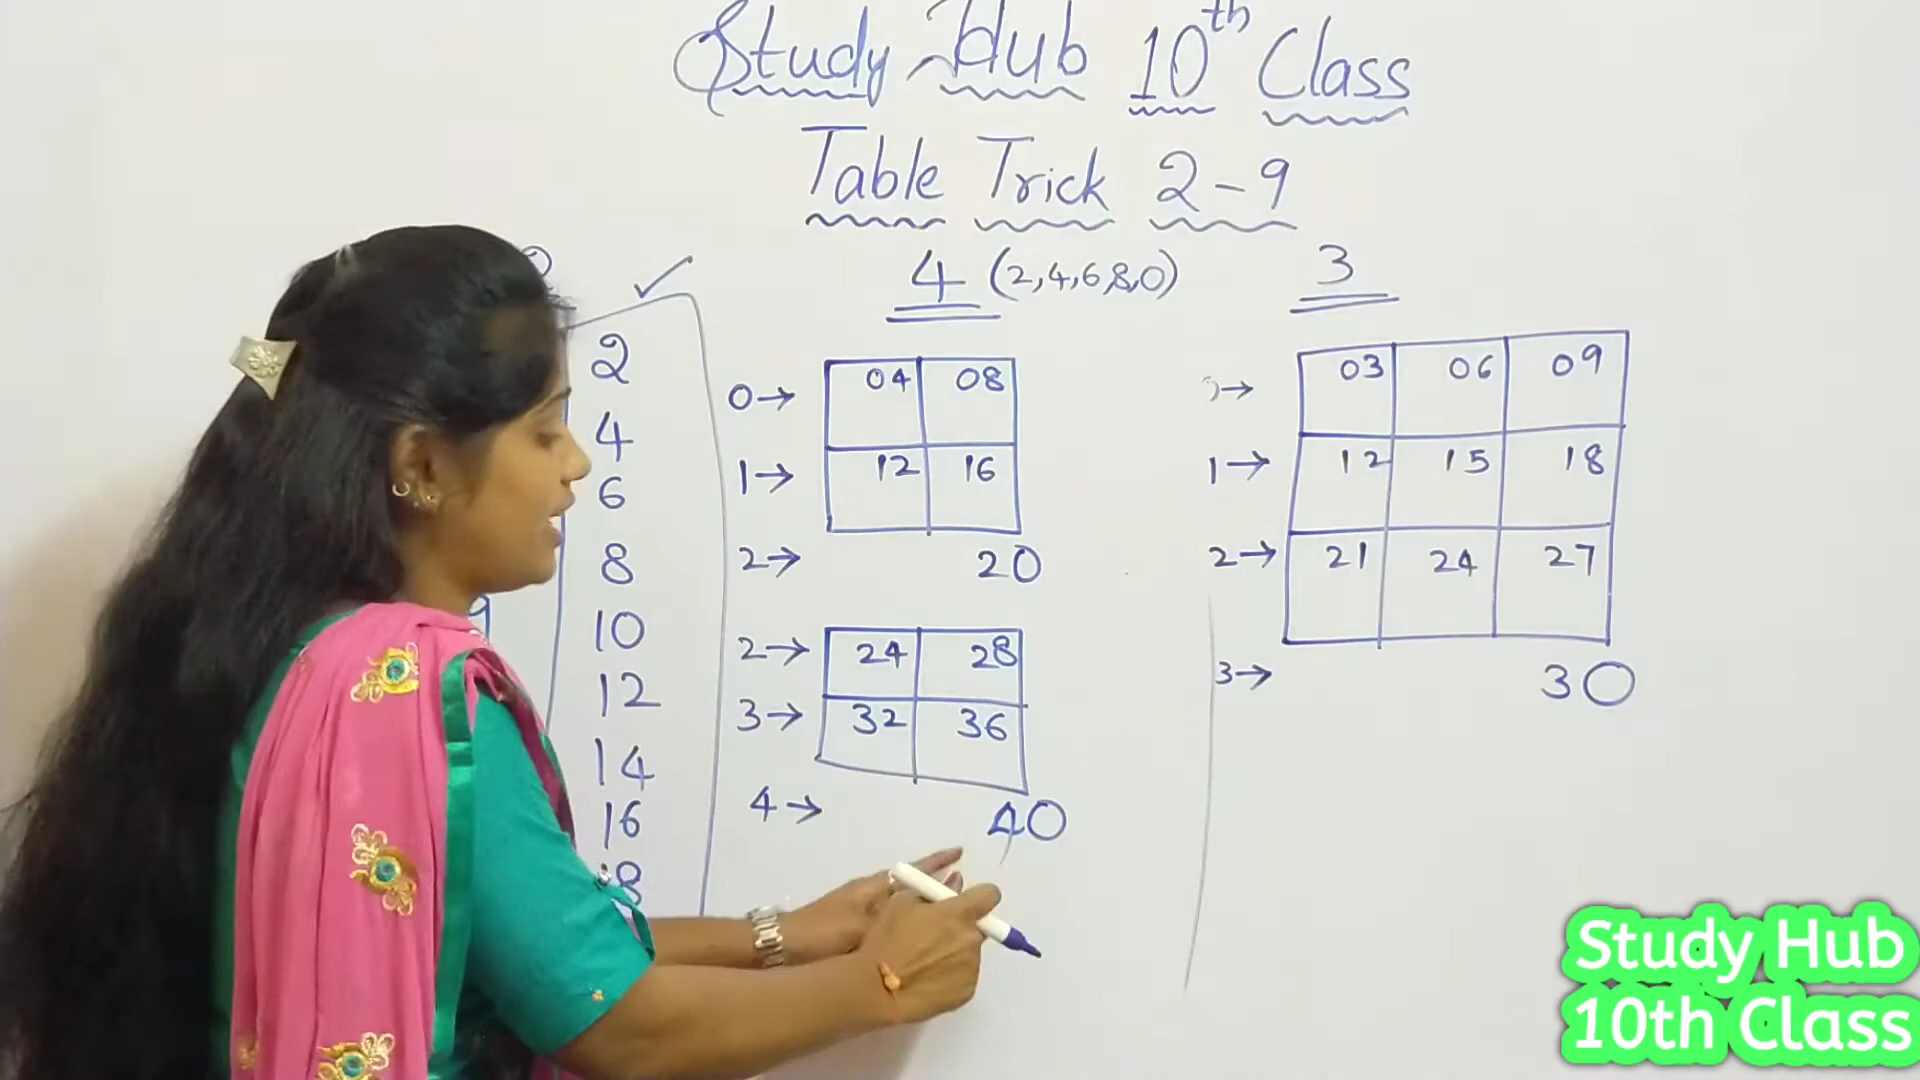 Study Hub 10th Class
Table Trick 2-9
4 (2,4,6,8,0)
3
2
4
6
8
10
12
14
16
8
9
0→ 04 08
1→ 12 16
2→ 20
2→ 24 28
3→ 32 36
4→ 40
→ 03 06 09
1→ 12 15 18
2→ 21 24 27
3→ 30
Study Hub
10th Class